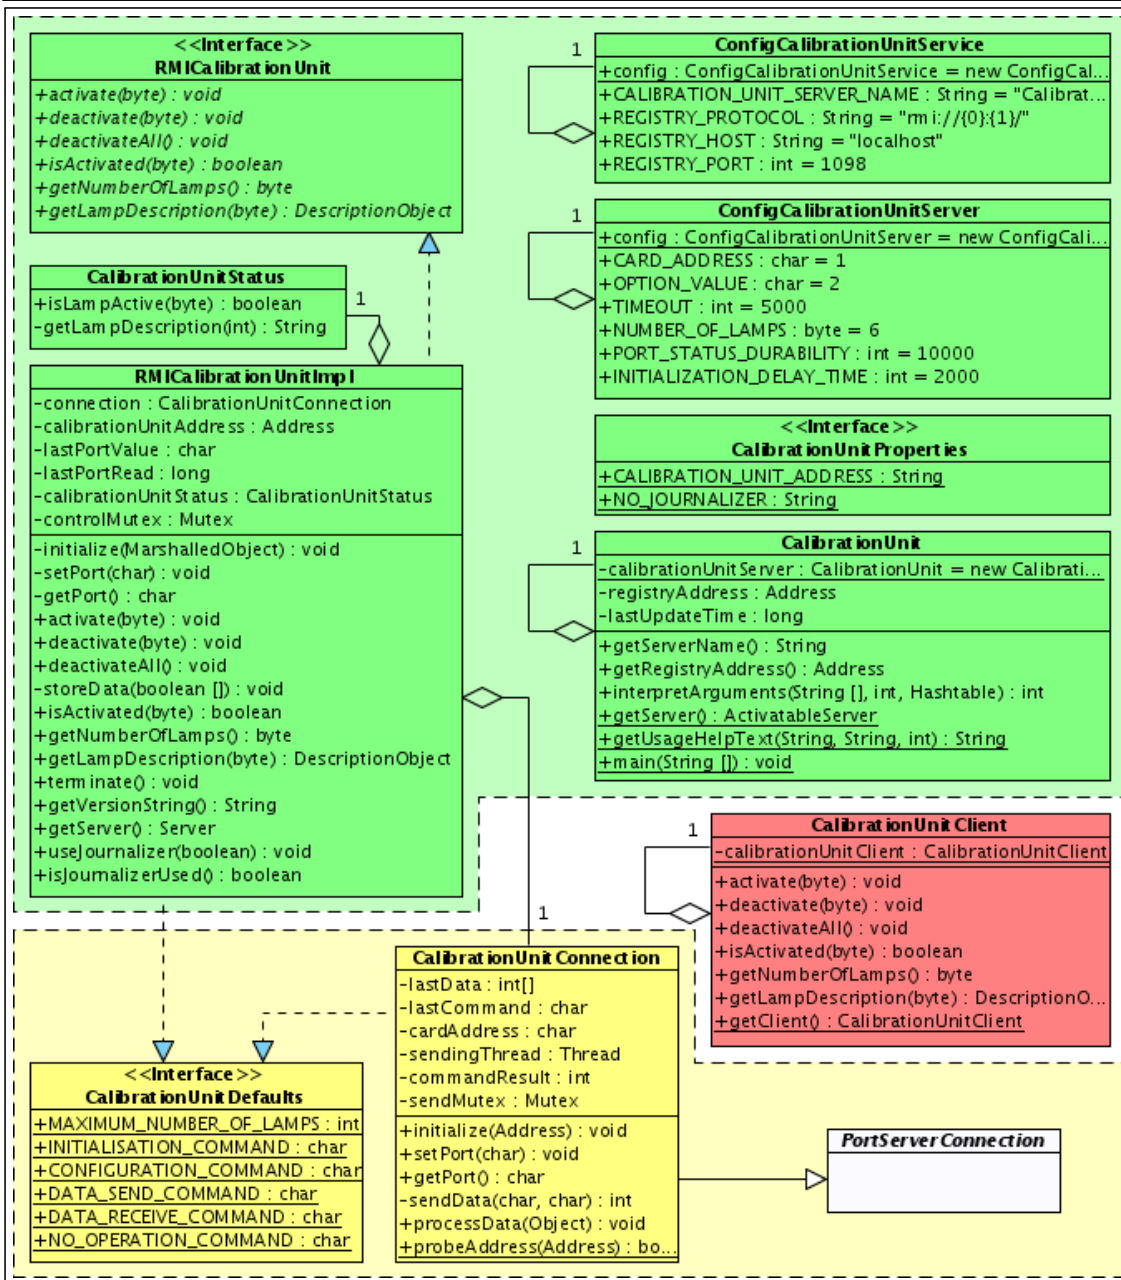 <<Interface>>
RMICalibrationUnit
+activate(byte) : void
+deactivate(byte) : void
+deactivateAll() : void
+isActivated(byte) : boolean
+getNumberOfLamps() : byte
+getLampDescription(byte) : DescriptionObject
CalibrationUnitStatus
+isLampActive(byte) : boolean
-getLampDescription(int) : String
1
RMICalibrationUnitImpl
-connection : CalibrationUnitConnection
-calibrationUnitAddress : Address
-lastPortValue : char
-lastPortRead : long
-calibrationUnitStatus : CalibrationUnitStatus
-controlMutex : Mutex
-initialize(MarshalledObject) : void
-setPort(char) : void
-getPort() : char
+activate(byte) : void
+deactivate(byte) : void
+deactivateAll() : void
-storeData(boolean []) : void
+isActivated(byte) : boolean
+getNumberOfLamps() : byte
+getLampDescription(byte) : DescriptionObject
+terminate() : void
+getVersionString() : String
+getServer() : Server
+useJournalizer(boolean) : void
+isJournalizerUsed() : boolean
1
ConfigCalibrationUnitService
+config : ConfigCalibrationUnitService = new ConfigCal...
+CALIBRATION_UNIT_SERVER_NAME : String = "Calibrat...
+REGISTRY_PROTOCOL : String = "rmi://{0}:{1}/"
+REGISTRY_HOST : String = "localhost"
+REGISTRY_PORT : int = 1098
1
ConfigCalibrationUnitServer
+config : ConfigCalibrationUnitServer = new ConfigCali...
+CARD_ADDRESS : char = 1
+OPTION_VALUE : char = 2
+TIMEOUT : int = 5000
+NUMBER_OF_LAMPS : byte = 6
+PORT_STATUS_DURABILITY : int = 10000
+INITIALIZATION_DELAY_TIME : int = 2000
<<Interface>>
CalibrationUnitProperties
+CALIBRATION_UNIT_ADDRESS : String
+NO_JOURNALIZER : String
1
CalibrationUnit
-calibrationUnitServer : CalibrationUnit = new Calibrati...
-registryAddress : Address
-lastUpdateTime : long
+getServerName() : String
+getRegistryAddress() : Address
+interpretArguments(String [], int, Hashtable) : int
+getServer() : ActivatableServer
+getUsageHelpText(String, String, int) : String
+main(String []) : void
1
CalibrationUnitClient
-calibrationUnitClient : CalibrationUnitClient
+activate(byte) : void
+deactivate(byte) : void
+deactivateAll() : void
+isActivated(byte) : boolean
+getNumberOfLamps() : byte
+getLampDescription(byte) : DescriptionO...
+getClient() : CalibrationUnitClient
1
CalibrationUnitConnection
-lastData : int[]
-lastCommand : char
-cardAddress : char
-sendingThread : Thread
-commandResult : int
-sendMutex : Mutex
+initialize(Address) : void
+setPort(char) : void
+getPort() : char
-sendData(char, char) : int
+processData(Object) : void
+probeAddress(Address) : bo...
<<Interface>>
CalibrationUnitDefaults
+MAXIMUM_NUMBER_OF_LAMPS : int
+INITIALISATION_COMMAND : char
+CONFIGURATION_COMMAND : char
+DATA_SEND_COMMAND : char
+DATA_RECEIVE_COMMAND : char
+NO_OPERATION_COMMAND : char
PortServerConnection